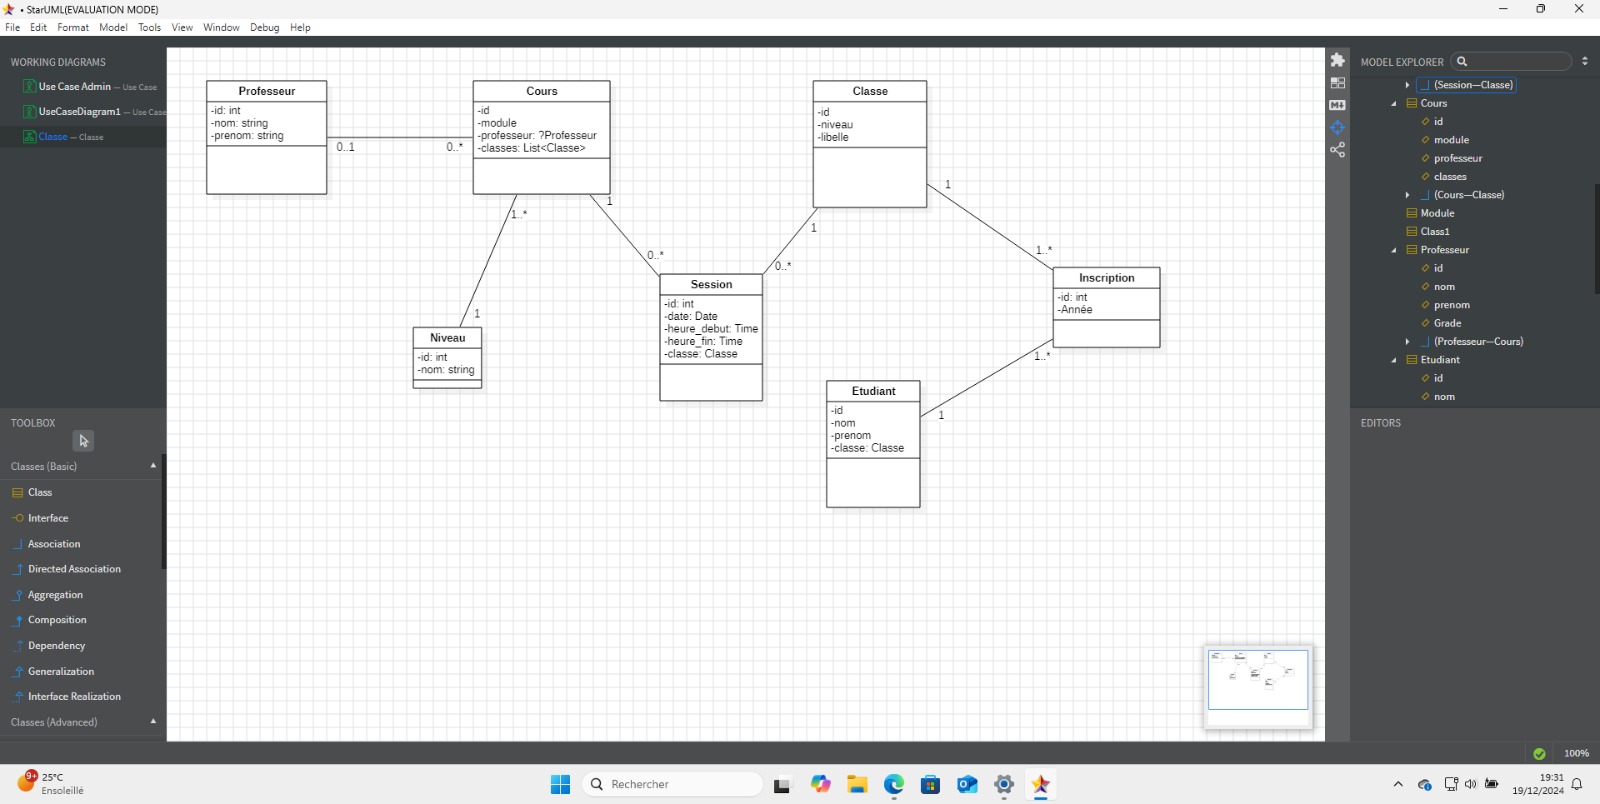 • StarUML(EVALUATION MODE)
File Edit Format Model Tools View Window Debug Help
WORKING DIAGRAMS
Use Case Admin — Use Case
UseCaseDiagram1 — Use Case
Classe — Classe
TOOLBOX
Classes (Basic)
Class
Interface
Association
Directed Association
Aggregation
Composition
Dependency
Generalization
Interface Realization
Classes (Advanced)
Professeur
-id: int
-nom: string
-prenom: string
0..1
0..*
Cours
-id
-module
-professeur: ?Professeur
-classes: List<Classe>
1..*
1
1
0..*
Niveau
-id: int
-nom: string
Session
-id: int
-date: Date
-heure_debut: Time
-heure_fin: Time
-classe: Classe
Classe
-id
-niveau
-libelle
1
0..*
1
1..*
Inscription
-id: int
-Année
1..*
1
Etudiant
-id
-nom
-prenom
-classe: Classe
M
MODEL EXPLORER
(Session—Classe)
Cours
id
module
professeur
classes
(Cours—Classe)
Module
Class1
Professeur
id
nom
prenom
Grade
(Professeur—Cours)
Etudiant
id
nom
EDITORS
100%
9+
25°C
Ensoleillé
Rechercher
19:31
19/12/2024